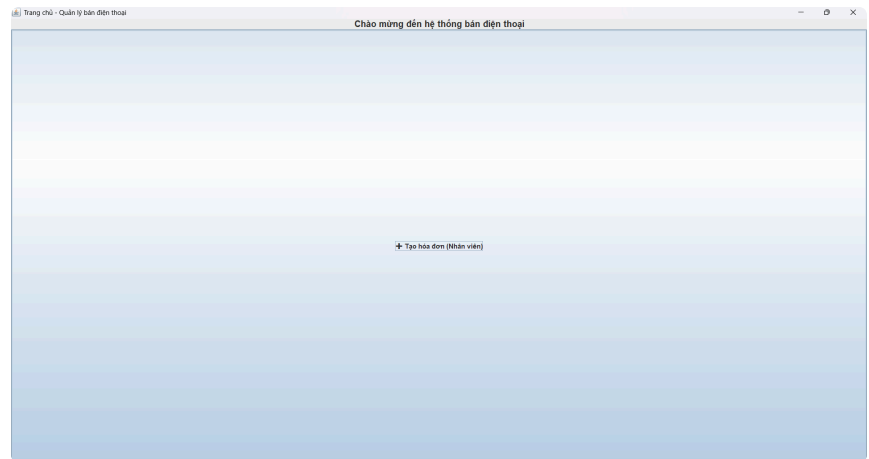 Trang chủ - Quản lý bán điện thoại
Chào mừng đến hệ thống bán điện thoại
➕ Tạo hóa đơn (Nhân viên)